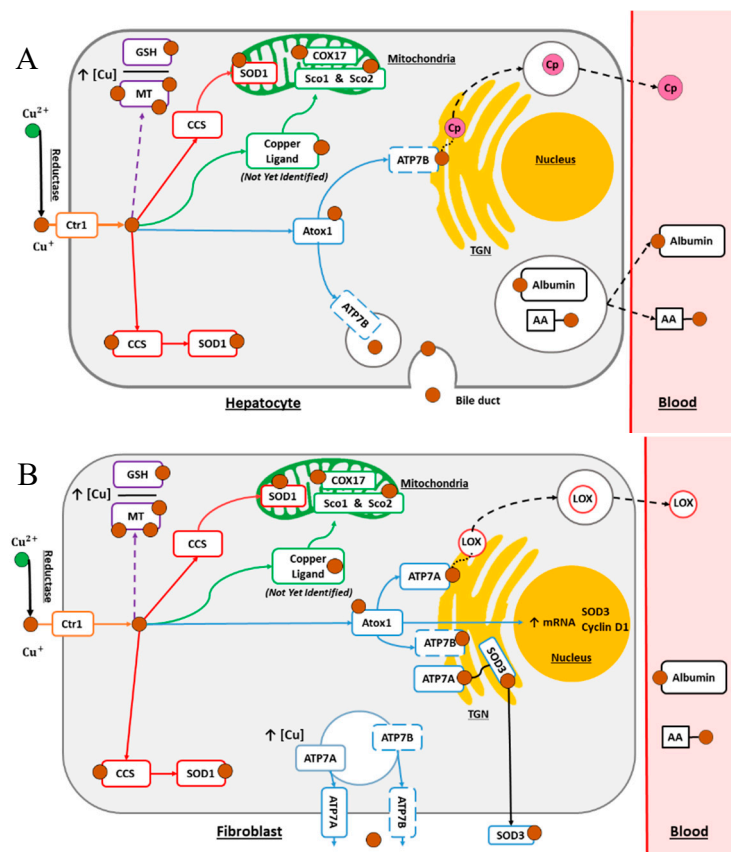 A
GSH
↑ [Cu]
MT
Cu²⁺
Reductase
Cu⁺
Ctr1
CCS
SOD1
COX17
Sco1 & Sco2
Mitochondria
Copper
Ligand
(Not Yet Identified)
Atox1
ATP7B
ATP7B
CCS
SOD1
Cp
Cp
Cp
Nucleus
TGN
Albumin
AA
Albumin
AA
Bile duct
Hepatocyte
Blood
B
GSH
↑ [Cu]
MT
Cu²⁺
Reductase
Cu⁺
Ctr1
CCS
SOD1
COX17
Sco1 & Sco2
Mitochondria
Copper
Ligand
(Not Yet Identified)
Atox1
ATP7A
ATP7B
ATP7A
SOD3
LOX
LOX
LOX
↑ mRNA
SOD3
Cyclin D1
Nucleus
TGN
Albumin
AA
CCS
SOD1
↑ [Cu]
ATP7A
ATP7B
ATP7A
ATP7B
SOD3
Fibroblast
Blood